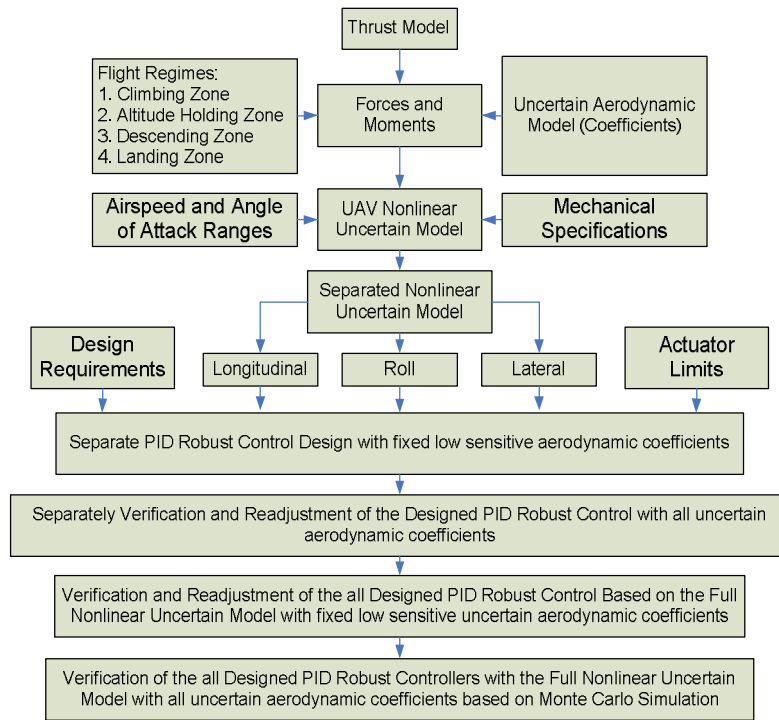 Thrust Model
Flight Regimes:
1. Climbing Zone
2. Altitude Holding Zone
3. Descending Zone
4. Landing Zone
Forces and
Moments
Uncertain Aerodynamic
Model (Coefficients)
Airspeed and Angle
of Attack Ranges
UAV Nonlinear
Uncertain Model
Mechanical
Specifications
Separated Nonlinear
Uncertain Model
Design
Requirements
Longitudinal
Roll
Lateral
Actuator
Limits
Separate PID Robust Control Design with fixed low sensitive aerodynamic coefficients
Separately Verification and Readjustment of the Designed PID Robust Control with all uncertain
aerodynamic coefficients
Verification and Readjustment of the all Designed PID Robust Control Based on the Full
Nonlinear Uncertain Model with fixed low sensitive uncertain aerodynamic coefficients
Verification of the all Designed PID Robust Controllers with the Full Nonlinear Uncertain
Model with all uncertain aerodynamic coefficients based on Monte Carlo Simulation